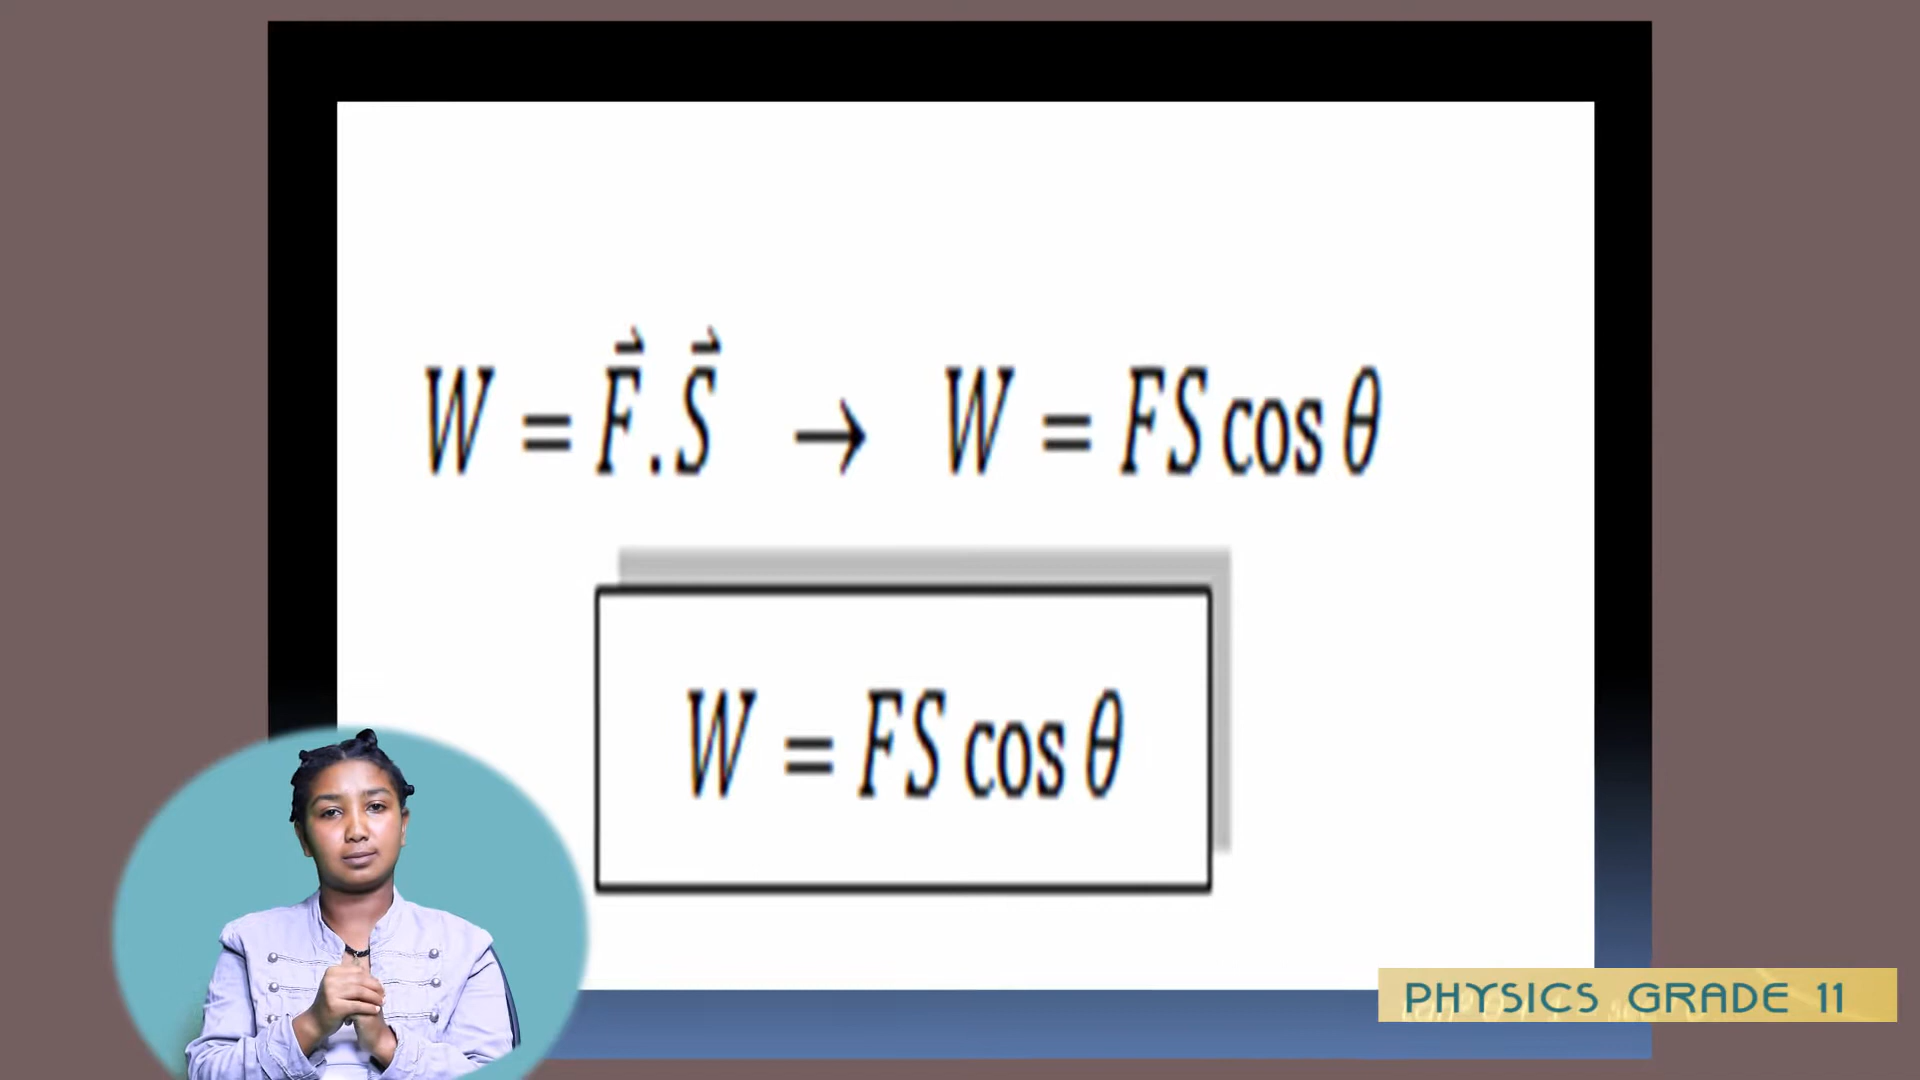 W = F⃗ . S⃗ → W = FS cos θ
W = FS cos θ
PHYSICS GRADE 11